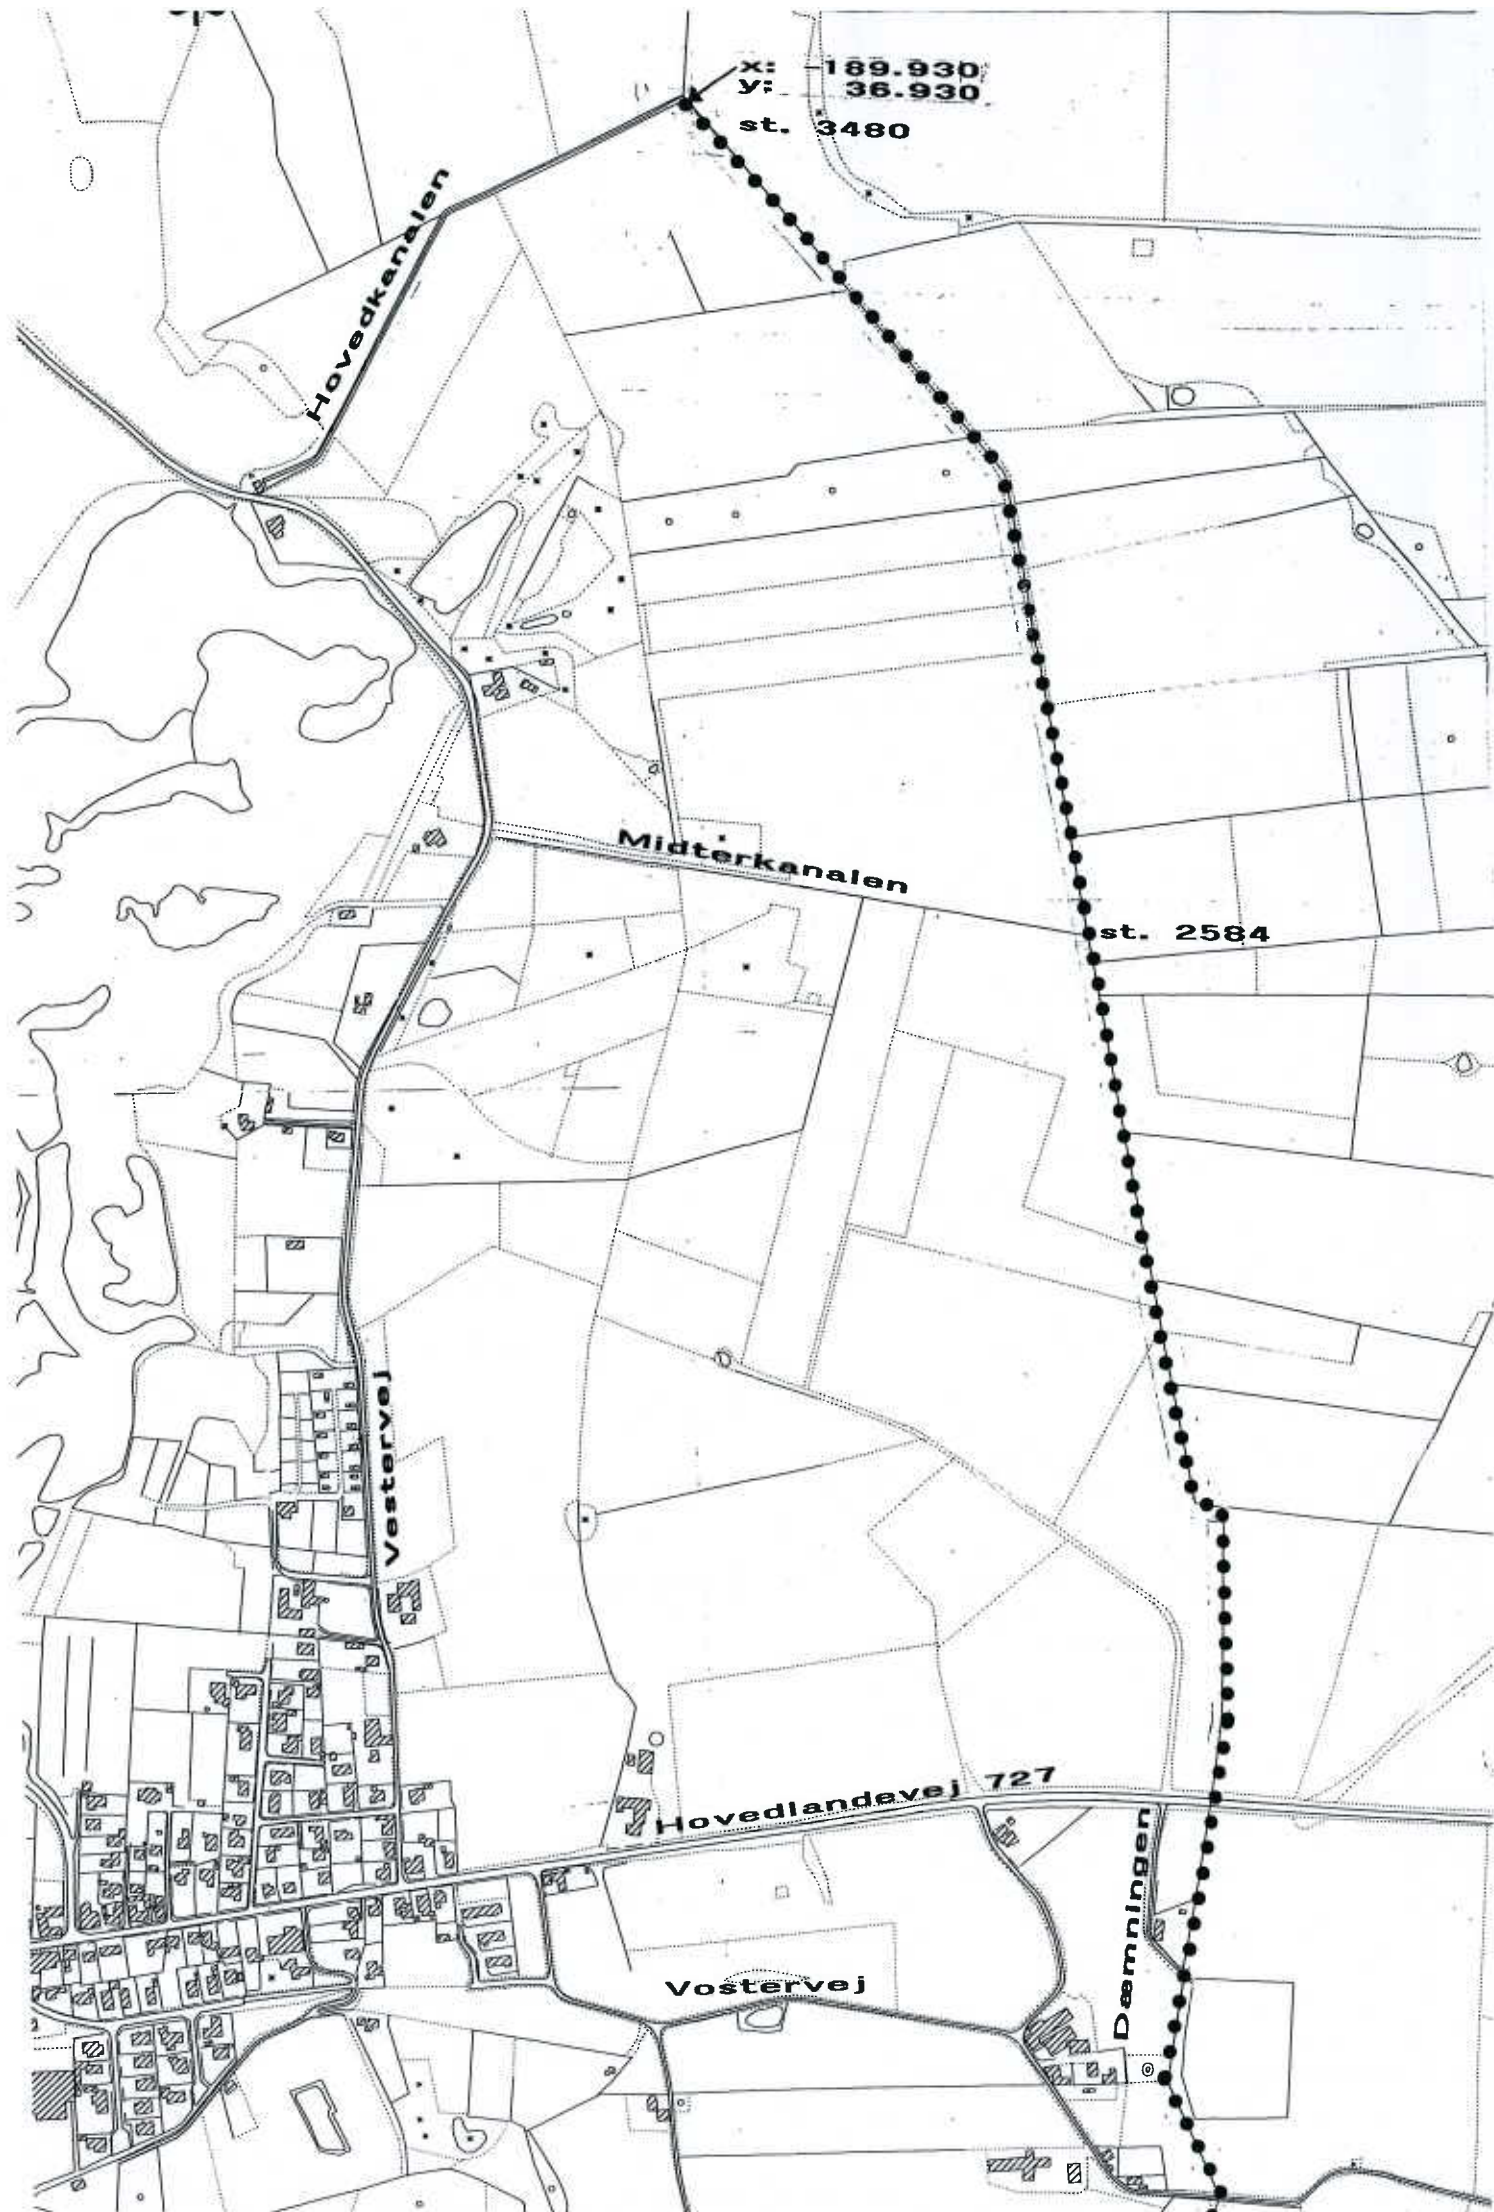 x: -189.930
y: 36.930
st. 3480
Hovedkanalen
Midterkanalen
st. 2584
Vestervej
Hovedlandevej 727
Dæmningen
Vostervej